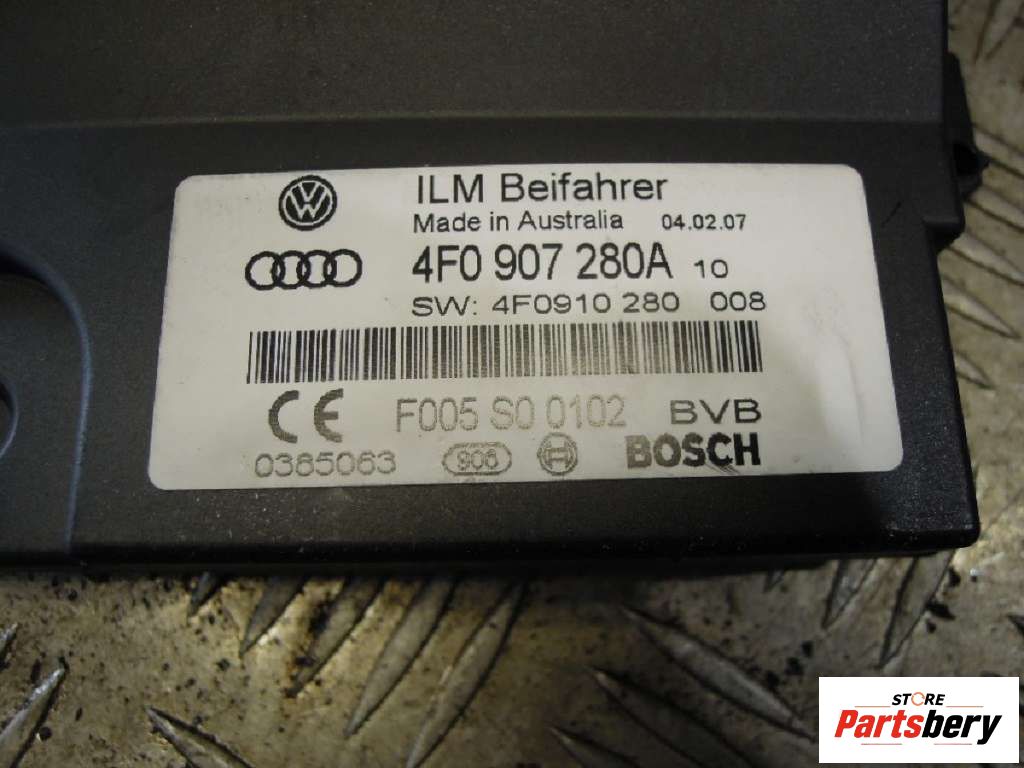 ILM Beifahrer
Made in Australia 04.02.07
4F0 907 280A 10
SW: 4F0910 280 008
F005 S0 0102 BVB
CE
0385063 906 BOSCH
STORE
Partsbery